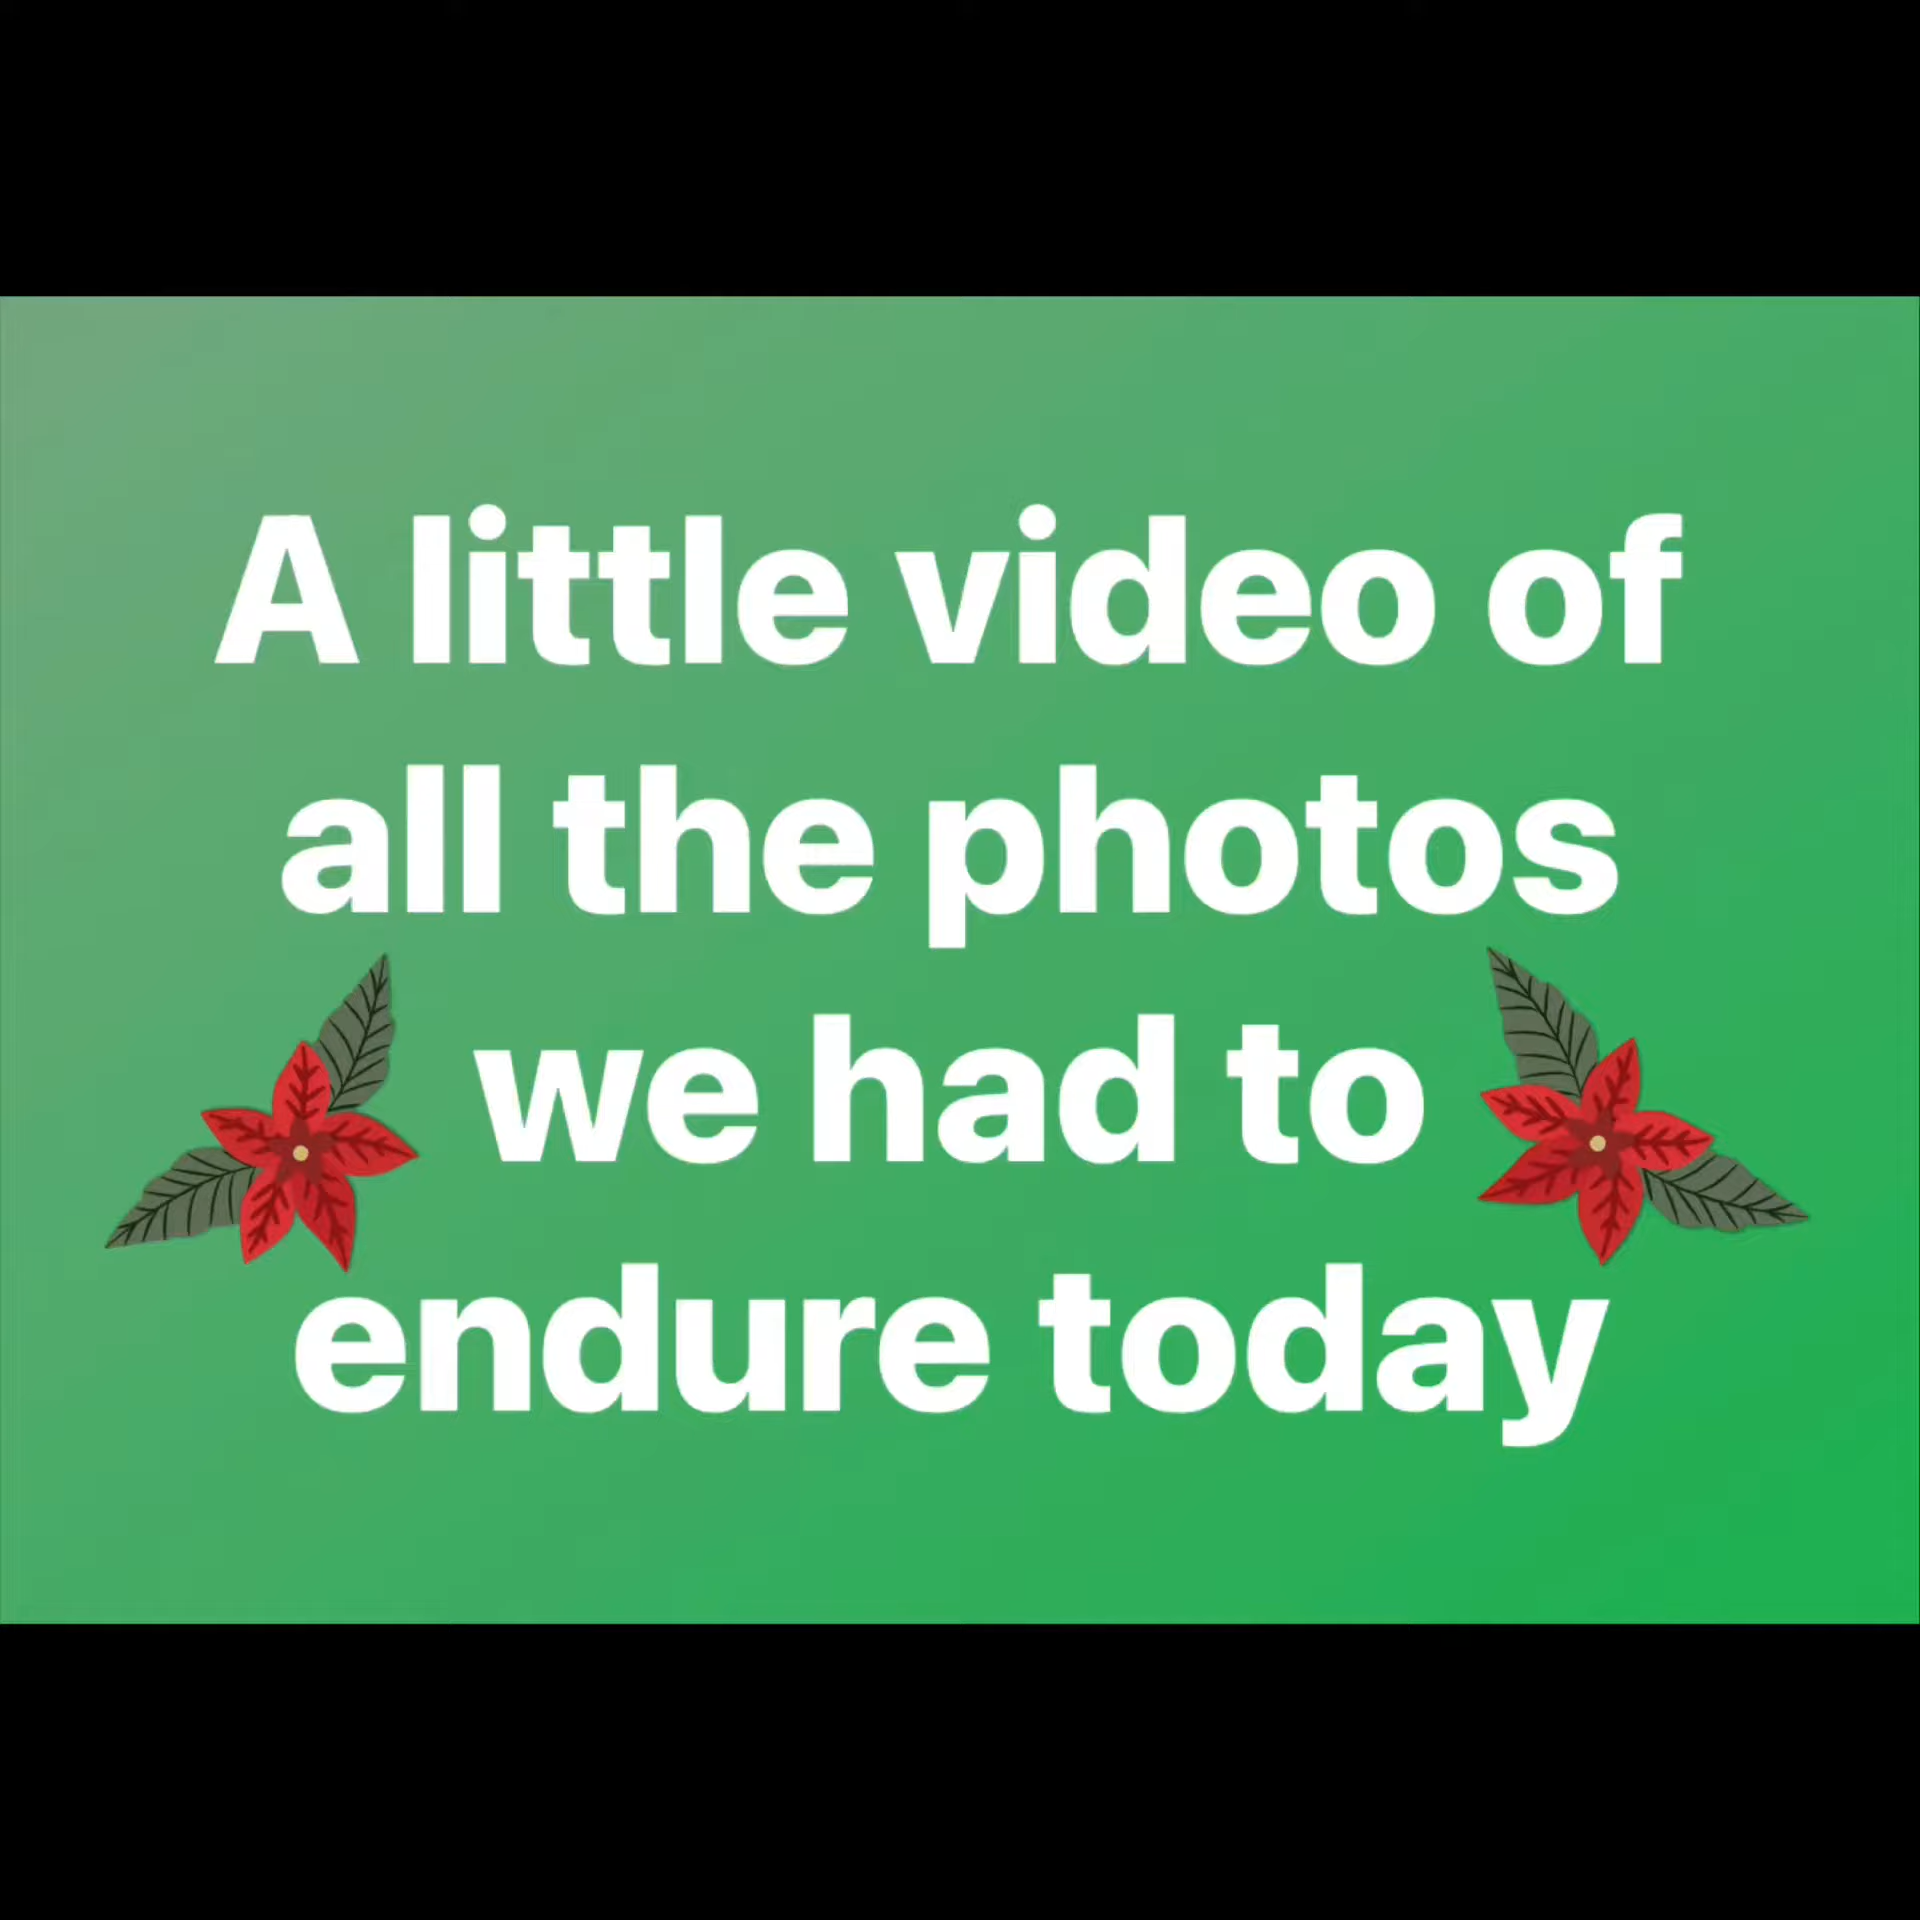 A little video of
all the photos
we had to
endure today